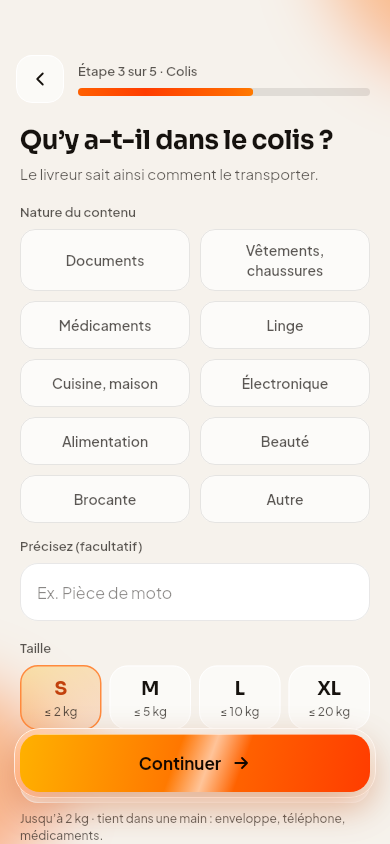 Étape 3 sur 5 · Colis
Qu’y a-t-il dans le colis ?
Le livreur sait ainsi comment le transporter.
Nature du contenu
Documents
Vêtements,
chaussures
Médicaments
Linge
Cuisine, maison
Électronique
Alimentation
Beauté
Brocante
Autre
Précisez (facultatif)
Ex. Pièce de moto
Taille
S
≤ 2 kg
M
≤ 5 kg
L
≤ 10 kg
XL
≤ 20 kg
Continuer →
Jusqu’à 2 kg · tient dans une main : enveloppe, téléphone,
médicaments.